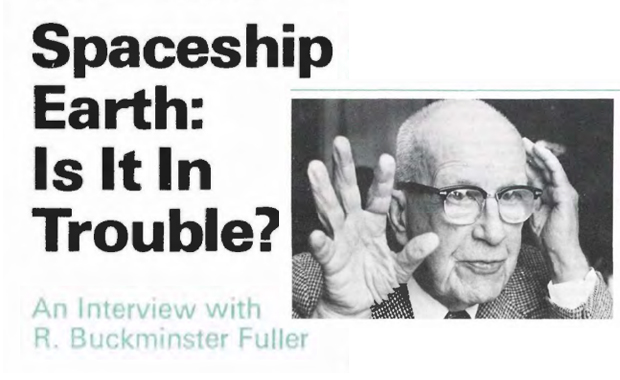 Spaceship
Earth:
Is It In
Trouble?
An Interview with
R. Buckminster Fuller